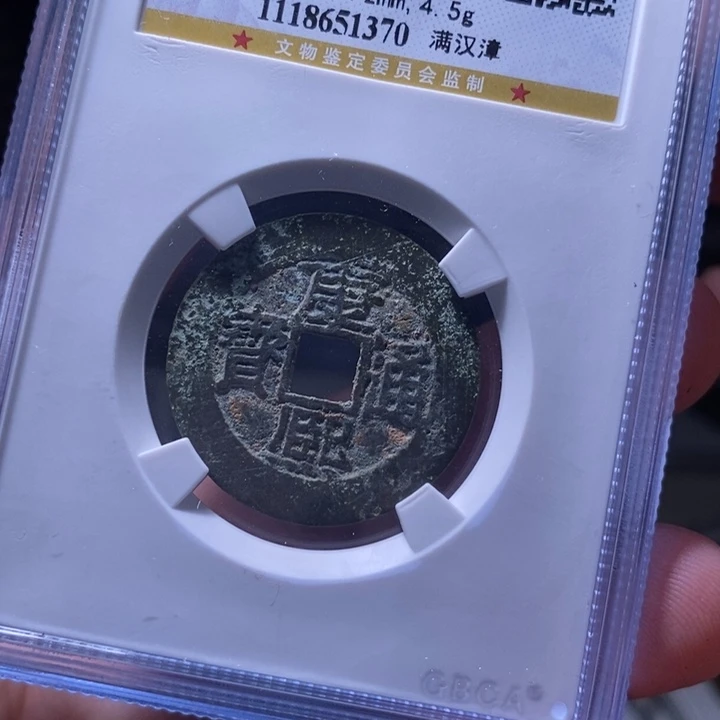 mm, 4.5g
1118651370 满汉漳
文物鉴定委员会监制
康
寶 通
熙
GBCA®